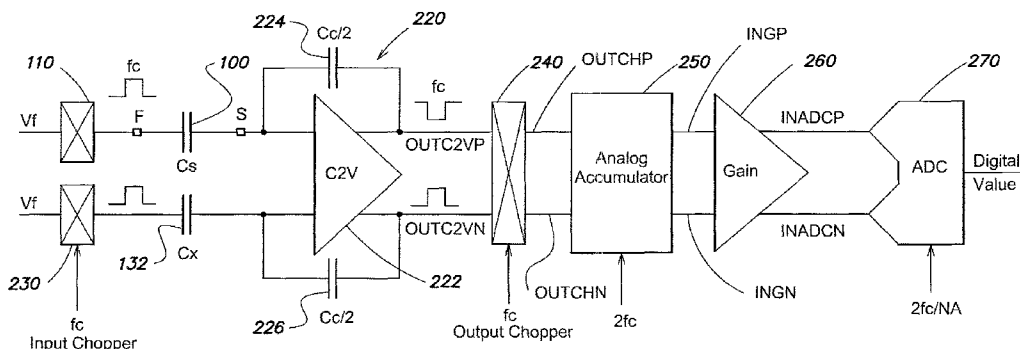 224
Cc/2
220
110
fc
100
fc
240
OUTCHP
250
INGP
260
270
Vf
F
S
INADCP
OUTC2VP
Cs
C2V
Analog
Accumulator
Gain
ADC
Digital
Value
Vf
OUTC2VN
INADCN
230
132
Cx
222
226
Cc/2
OUTCHN
INGN
fc
Input Chopper
fc
Output Chopper
2fc
2fc/NA